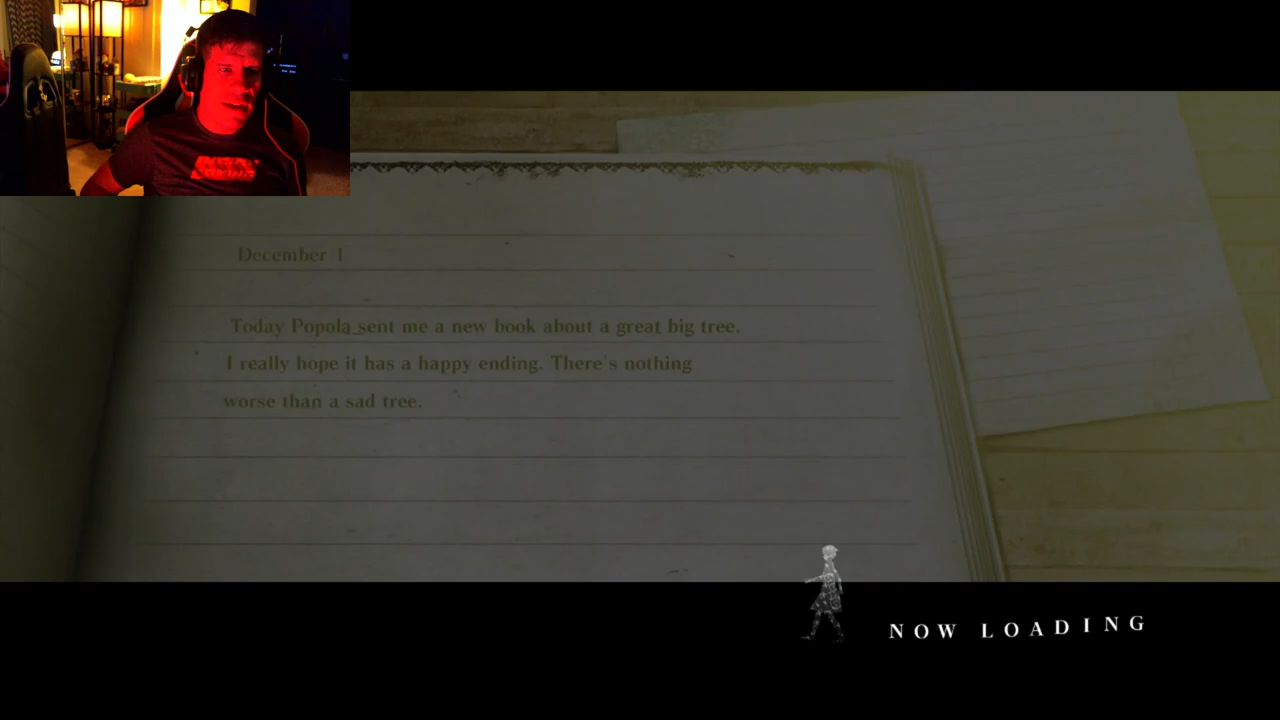 December 1
Today Popola sent me a new book about a great big tree.
I really hope it has a happy ending. There's nothing
worse than a sad tree.
NOW LOADING